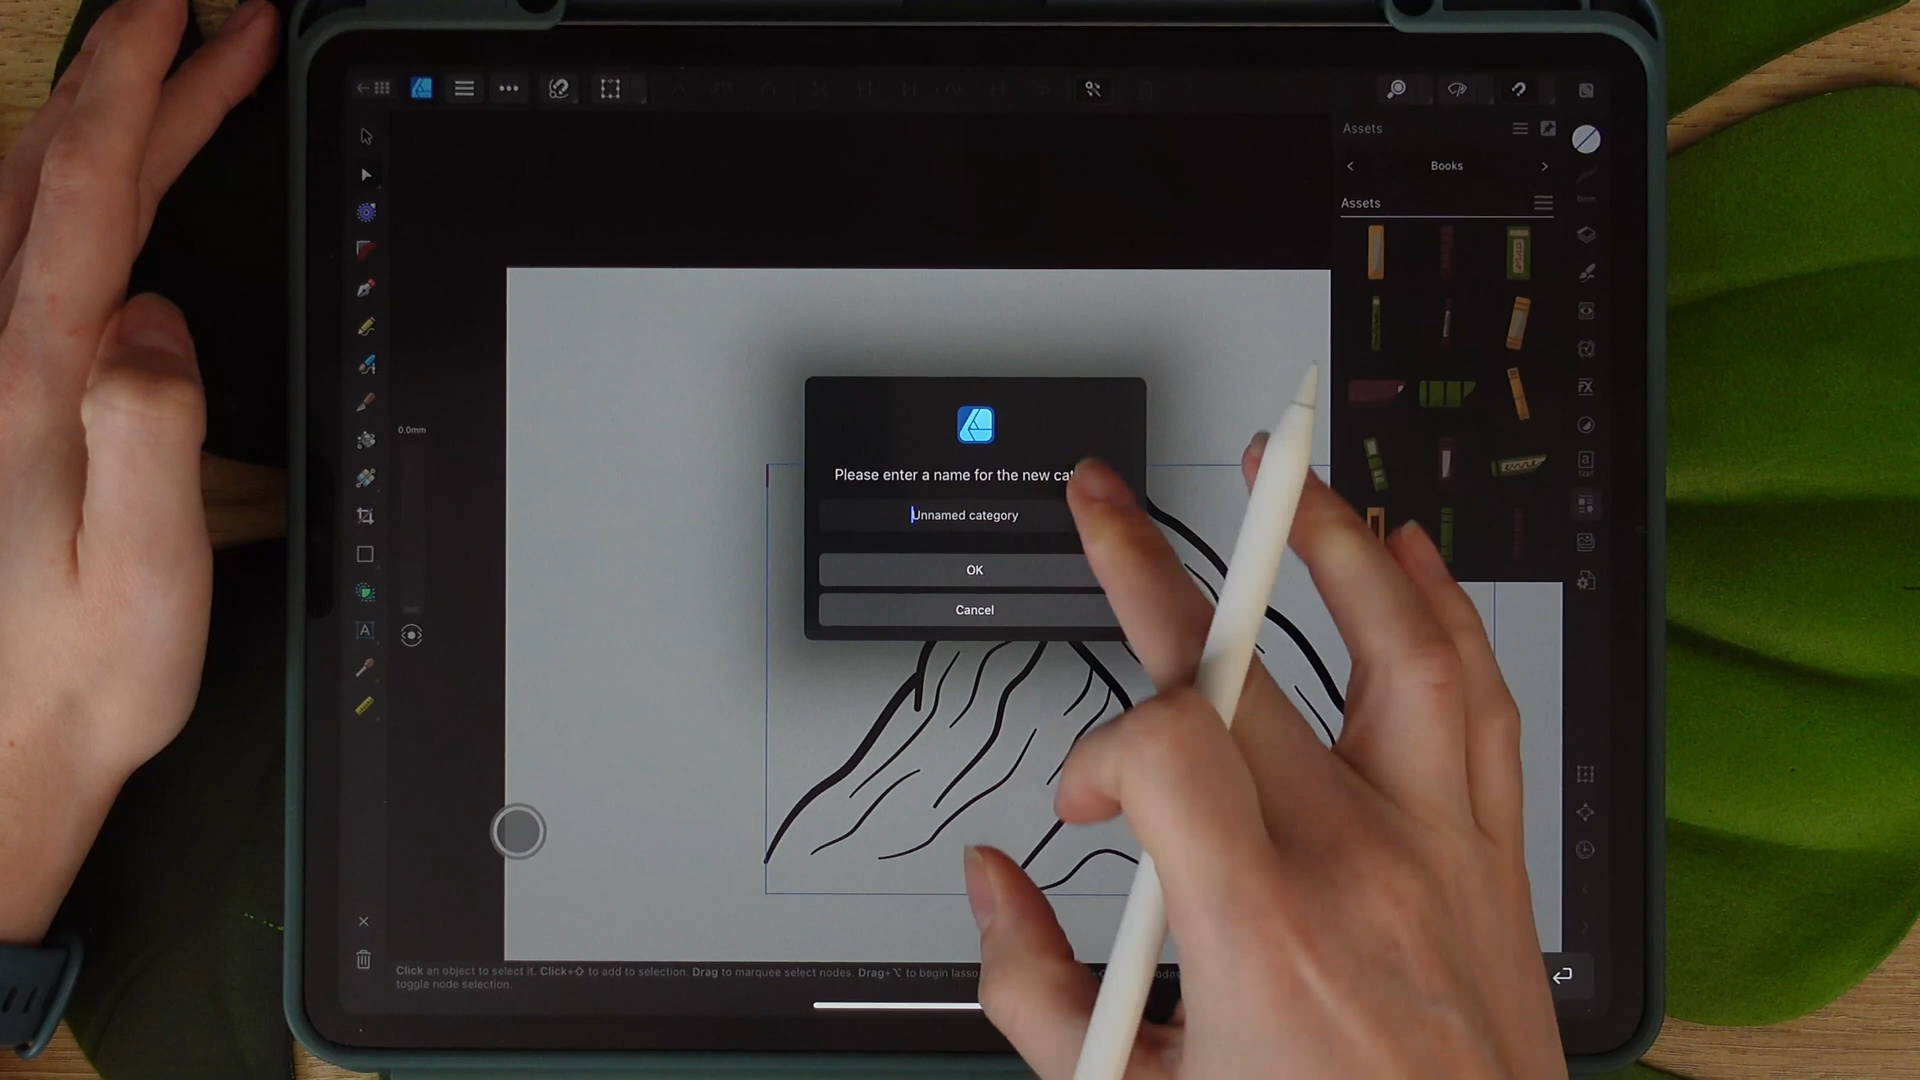 Assets
Books
Assets
0.0mm
Please enter a name for the new cat
Unnamed category
OK
Cancel
FX
a
A
Click an object to select it. Click+⇧ to add to selection. Drag to marquee select nodes. Drag+⌥ to begin lasso
toggle node selection.